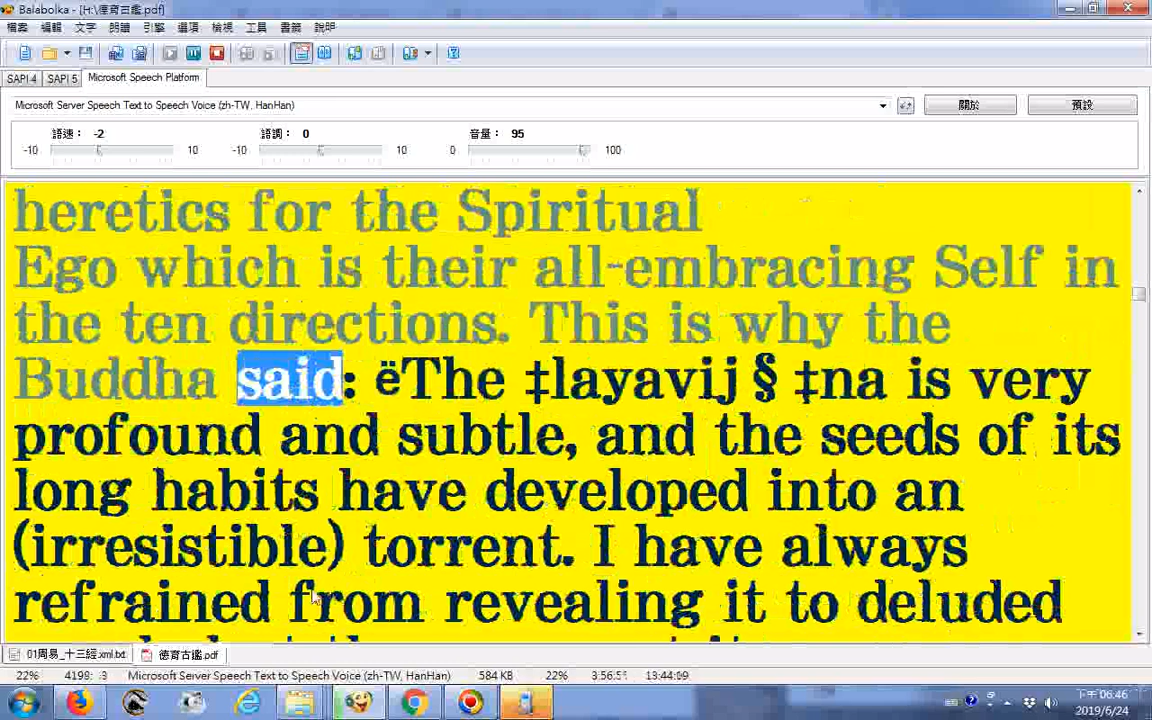 Balabolka - [H:\德育古鑑.pdf]
檔案 編輯 文字 朗讀 引擎 選項 檢視 工具 書籤 說明
SAPI 4 SAPI 5 Microsoft Speech Platform
Microsoft Server Speech Text to Speech Voice (zh-TW, HanHan) 關於 預設
語速： -2 語調： 0 音量： 95
-10 10 -10 10 0 100
heretics for the Spiritual
Ego which is their all-embracing Self in
the ten directions. This is why the
Buddha said: ëThe ‡layavij§‡na is very
profound and subtle, and the seeds of its
long habits have developed into an
(irresistible) torrent. I have always
refrained from revealing it to deluded
01周易_十三經.xml.txt 德育古鑑.pdf
22% 4198: Microsoft Server Speech Text to Speech Voice (zh-TW, HanHan) 584 KB 22% 13:44:09
下午 06:46
2019/6/24